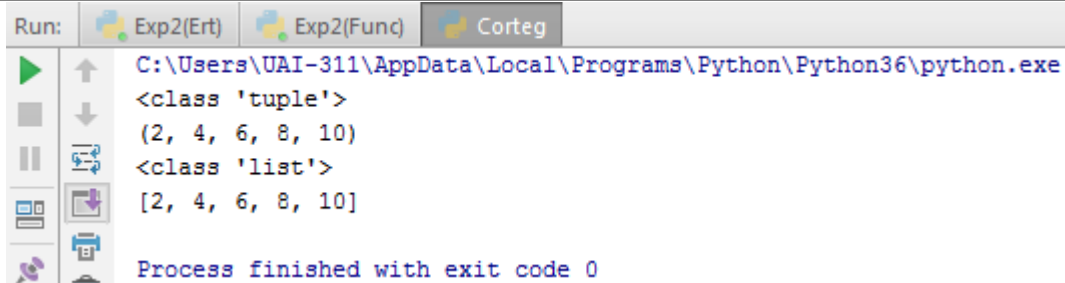 Run: Exp2(Ert) Exp2(Func) Corteg
C:\Users\UAI-311\AppData\Local\Programs\Python\Python36\python.exe
<class 'tuple'>
(2, 4, 6, 8, 10)
<class 'list'>
[2, 4, 6, 8, 10]
Process finished with exit code 0